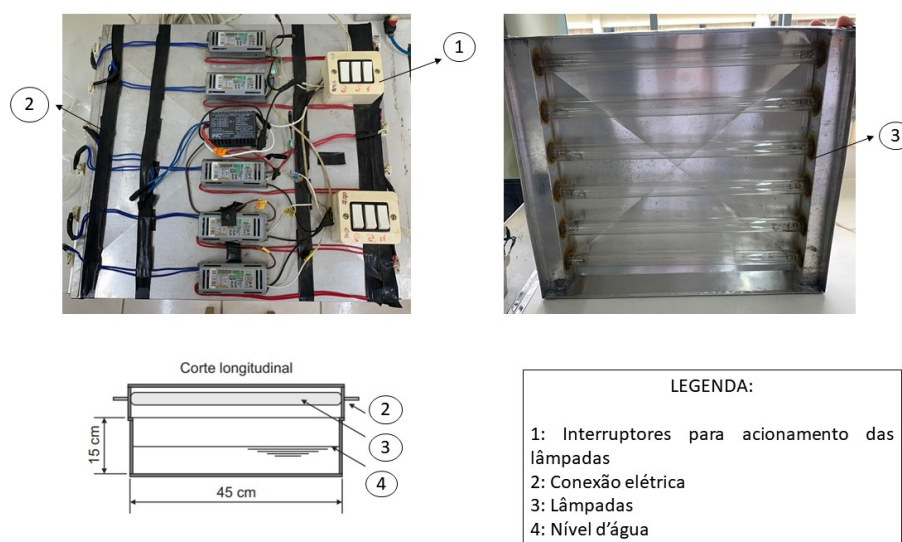 1
2
3
Corte longitudinal
2
3
4
15 cm
45 cm
LEGENDA:
1: Interruptores para acionamento das
lâmpadas
2: Conexão elétrica
3: Lâmpadas
4: Nível d'água